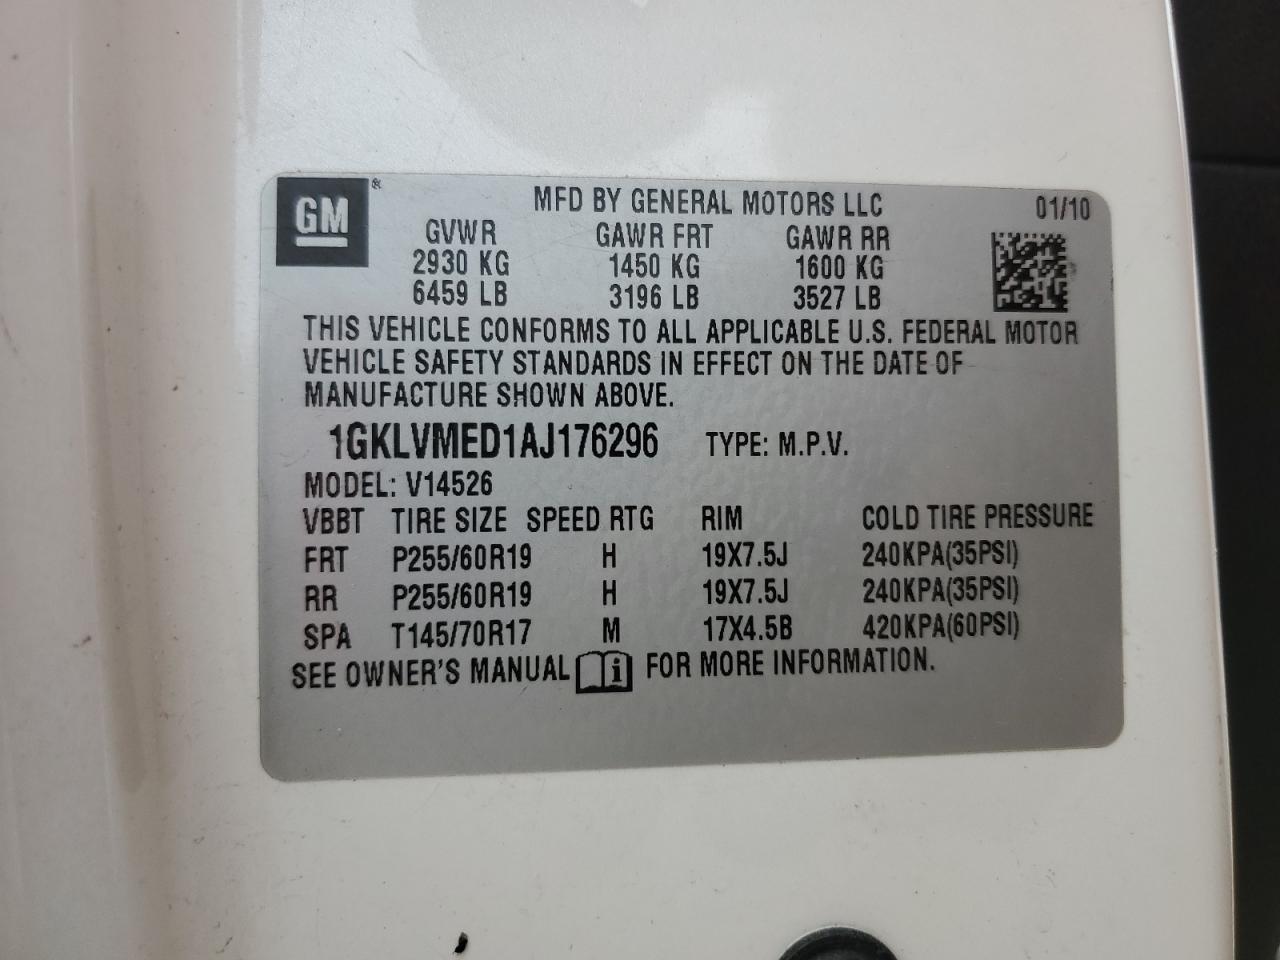 GM ® MFD BY GENERAL MOTORS LLC 01/10
GVWR GAWR FRT GAWR RR
2930 KG 1450 KG 1600 KG
6459 LB 3196 LB 3527 LB
THIS VEHICLE CONFORMS TO ALL APPLICABLE U.S. FEDERAL MOTOR
VEHICLE SAFETY STANDARDS IN EFFECT ON THE DATE OF
MANUFACTURE SHOWN ABOVE.
1GKLVMED1AJ176296 TYPE: M.P.V.
MODEL: V14526
VBBT TIRE SIZE SPEED RTG RIM COLD TIRE PRESSURE
FRT P255/60R19 H 19X7.5J 240KPA(35PSI)
RR P255/60R19 H 19X7.5J 240KPA(35PSI)
SPA T145/70R17 M 17X4.5B 420KPA(60PSI)
SEE OWNER'S MANUAL i FOR MORE INFORMATION.